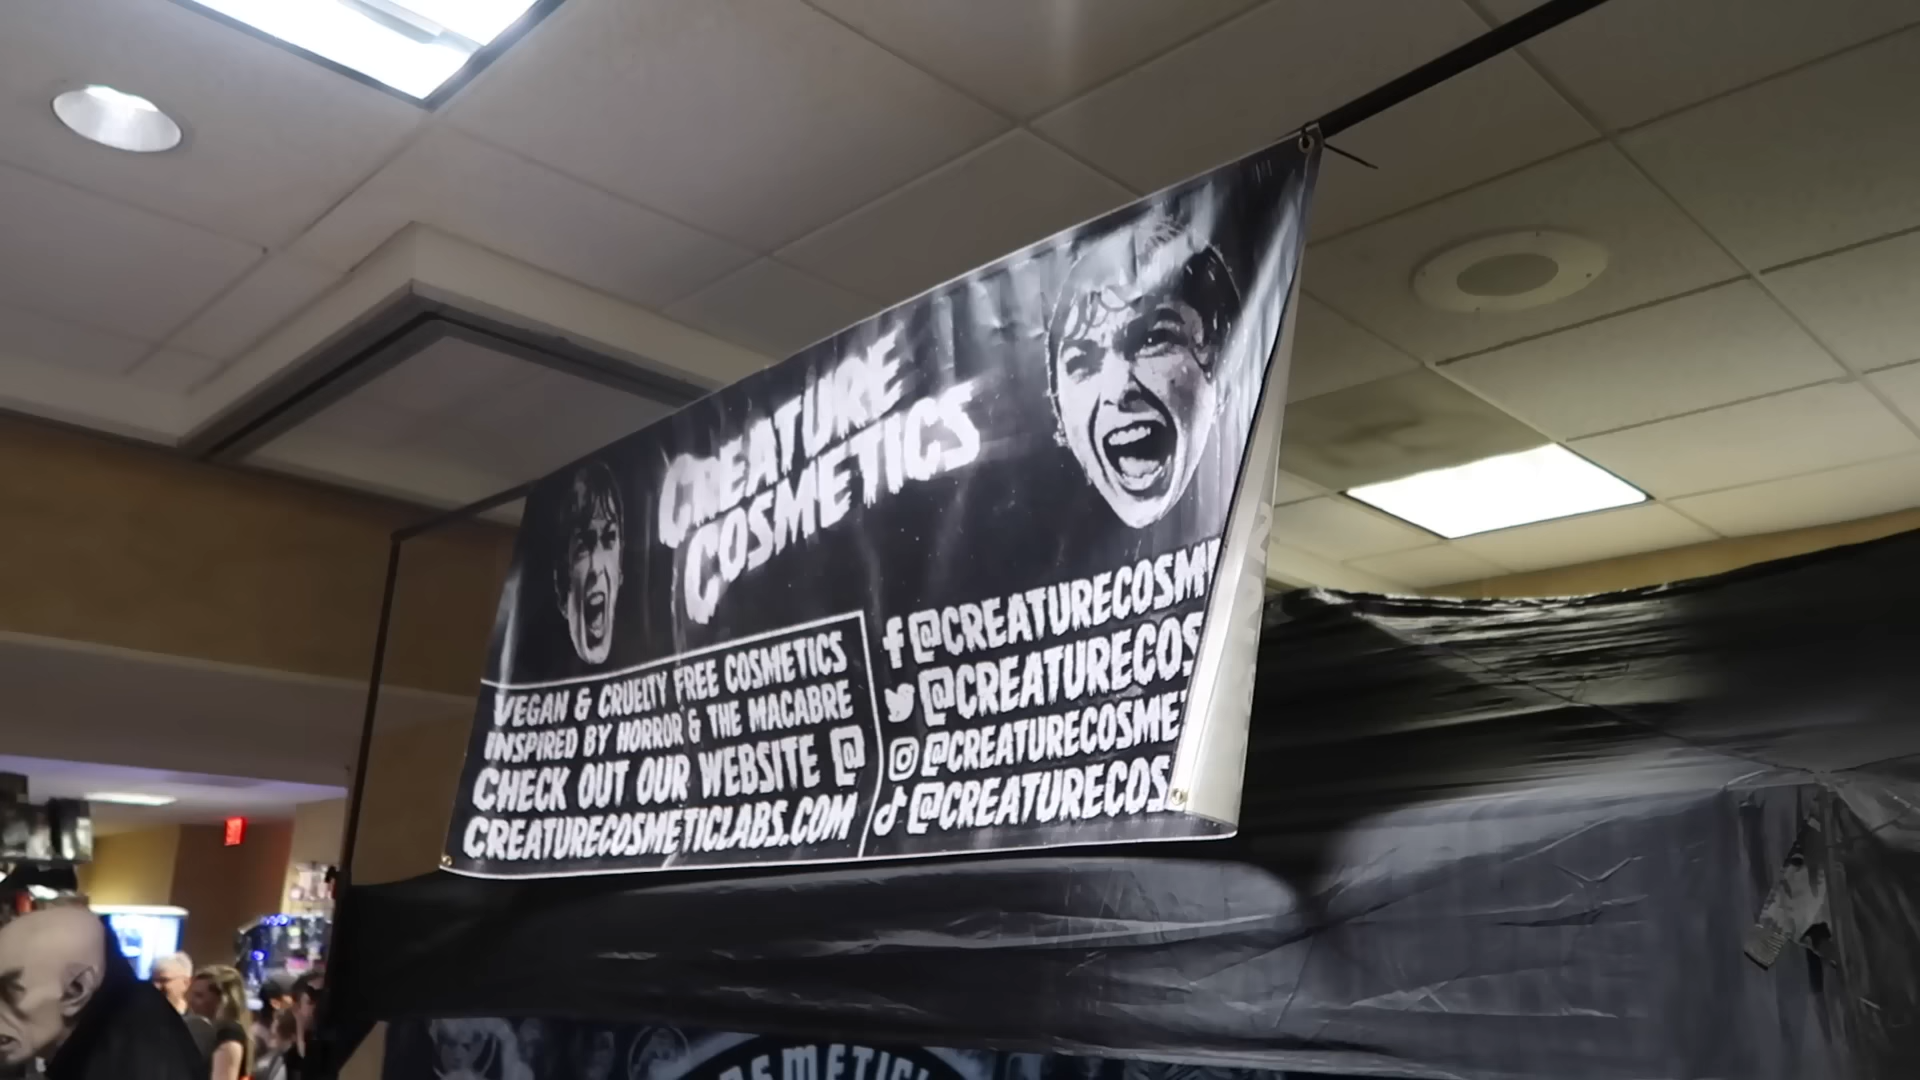 CREATURE
COSMETICS
VEGAN & CRUELTY FREE COSMETICS
INSPIRED BY HORROR & THE MACABRE
CHECK OUT OUR WEBSITE @
CREATURECOSMETICLABS.COM
@CREATURECOSM
@CREATURECOS
@CREATURECOSME
@CREATURECOS